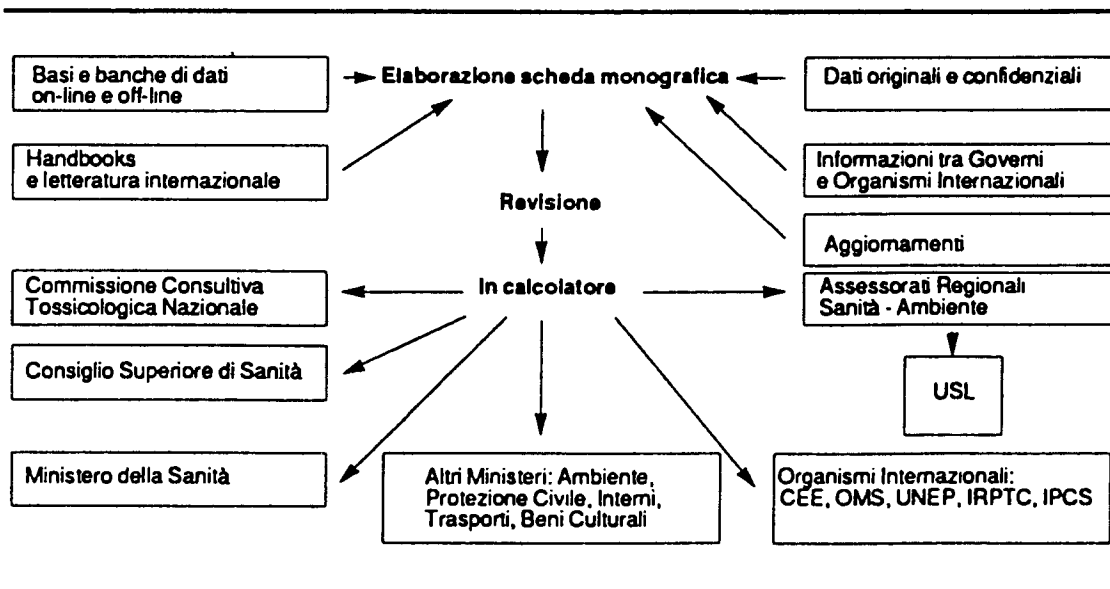 Basi e banche di dati
on-line e off-line
Elaborazione scheda monografica
Dati originali e confidenziali
Handbooks
e letteratura internazionale
Informazioni tra Governi
e Organismi Internazionali
Revisione
Aggiornamenti
Commissione Consultiva
Tossicologica Nazionale
In calcolatore
Assessorati Regionali
Sanità - Ambiente
Consiglio Superiore di Sanità
USL
Ministero della Sanità
Altri Ministeri: Ambiente,
Protezione Civile, Interni,
Trasporti, Beni Culturali
Organismi Internazionali:
CEE, OMS, UNEP, IRPTC, IPCS